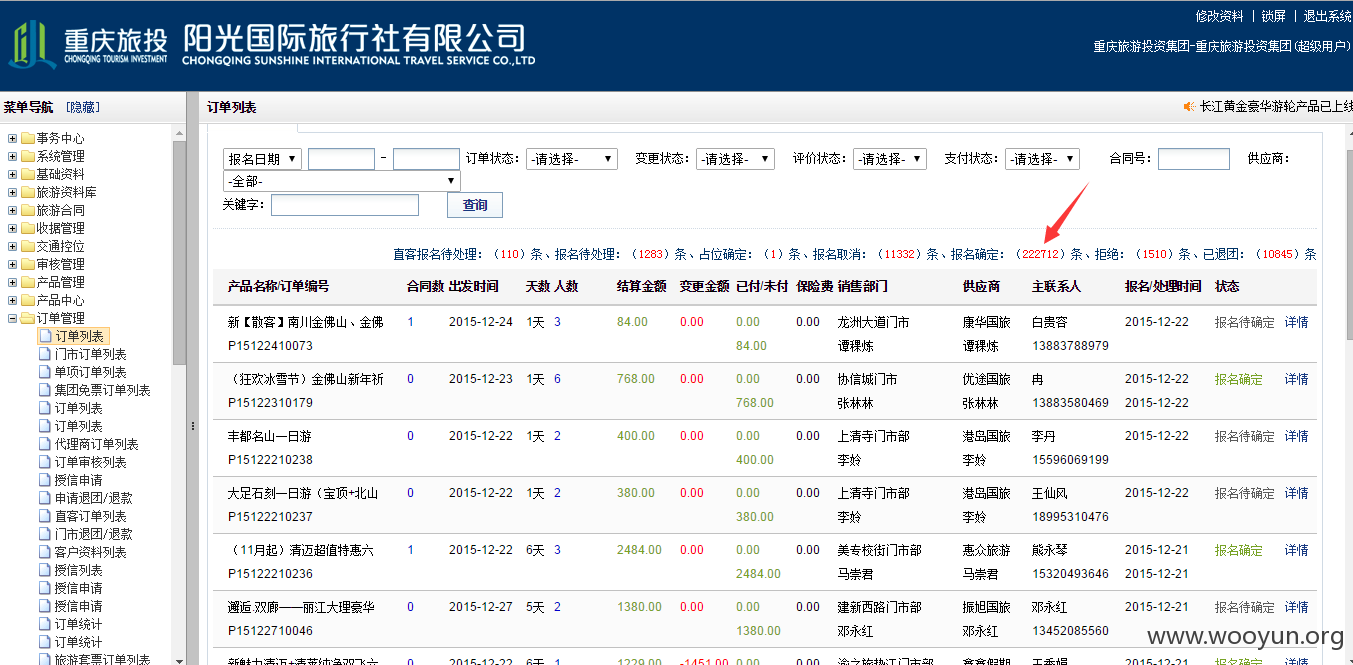 修改资料 | 锁屏 | 退出系统
重庆旅投 阳光国际旅行社有限公司
CHONGQING TOURISM INVESTMENT CHONGQING SUNSHINE INTERNATIONAL TRAVEL SERVICE CO.,LTD
重庆旅游投资集团-重庆旅游投资集团(超级用户)
菜单导航 [隐藏]
订单列表
长江黄金豪华游轮产品已上线
事务中心
系统管理
基础资料
旅游资料库
旅游合同
收据管理
交通控位
审核管理
产品管理
产品中心
订单管理
订单列表
门市订单列表
单项订单列表
集团免票订单列表
订单列表
订单列表
代理商订单列表
订单审核列表
授信申请
申请退团/退款
直客订单列表
门市退团/退款
客户资料列表
授信列表
授信申请
授信申请
订单统计
订单统计
旅游套票订单列表
报名日期 - 订单状态: -请选择- 变更状态: -请选择- 评价状态: -请选择- 支付状态: -请选择- 合同号: 供应商:
-全部-
关键字: 查询
直客报名待处理: (110) 条、报名待处理: (1283) 条、占位确定: (1) 条、报名取消: (11332) 条、报名确定: (222712) 条、拒绝: (1510) 条、已退团: (10845) 条
产品名称/订单编号 合同数 出发时间 天数 人数 结算金额 变更金额 已付/未付 保险费 销售部门 供应商 主联系人 报名/处理时间 状态
新【散客】南川金佛山、金佛 1 2015-12-24 1天 3 84.00 0.00 0.00 0.00 龙洲大道门市 康华国旅 白贵容 2015-12-22 报名待确定 详情
P15122410073 84.00 谭稞炼 谭稞炼 13883788979
（狂欢冰雪节）金佛山新年祈 0 2015-12-23 1天 6 768.00 0.00 0.00 0.00 协信城门市 优途国旅 冉 2015-12-22 报名确定 详情
P15122310179 768.00 张林林 张林林 13883580469 2015-12-22
丰都名山一日游 0 2015-12-22 1天 2 400.00 0.00 0.00 0.00 上清寺门市部 港岛国旅 李丹 2015-12-22 报名待确定 详情
P15122210238 400.00 李姈 李姈 15596069199
大足石刻一日游（宝顶+北山 0 2015-12-22 1天 2 380.00 0.00 0.00 0.00 上清寺门市部 港岛国旅 王仙凤 2015-12-22 报名待确定 详情
P15122210237 380.00 李姈 李姈 18995310476
（11月起）清迈超值特惠六 1 2015-12-22 6天 3 2484.00 0.00 0.00 0.00 美专校街门市部 惠众旅游 熊永琴 2015-12-21 报名确定 详情
P15122210236 2484.00 马崇君 马崇君 15320493646 2015-12-21
邂逅.双廊——丽江大理豪华 0 2015-12-27 5天 2 1380.00 0.00 0.00 0.00 建新西路门市部 振旭国旅 邓永红 2015-12-21 报名待确定 详情
P15122710046 1380.00 邓永红 邓永红 13452085560
www.wooyun.org
0 2015-12-22 6天 1 1229.00 -1451.00 0.00 0.00 2015-12-21 报名确定 详情